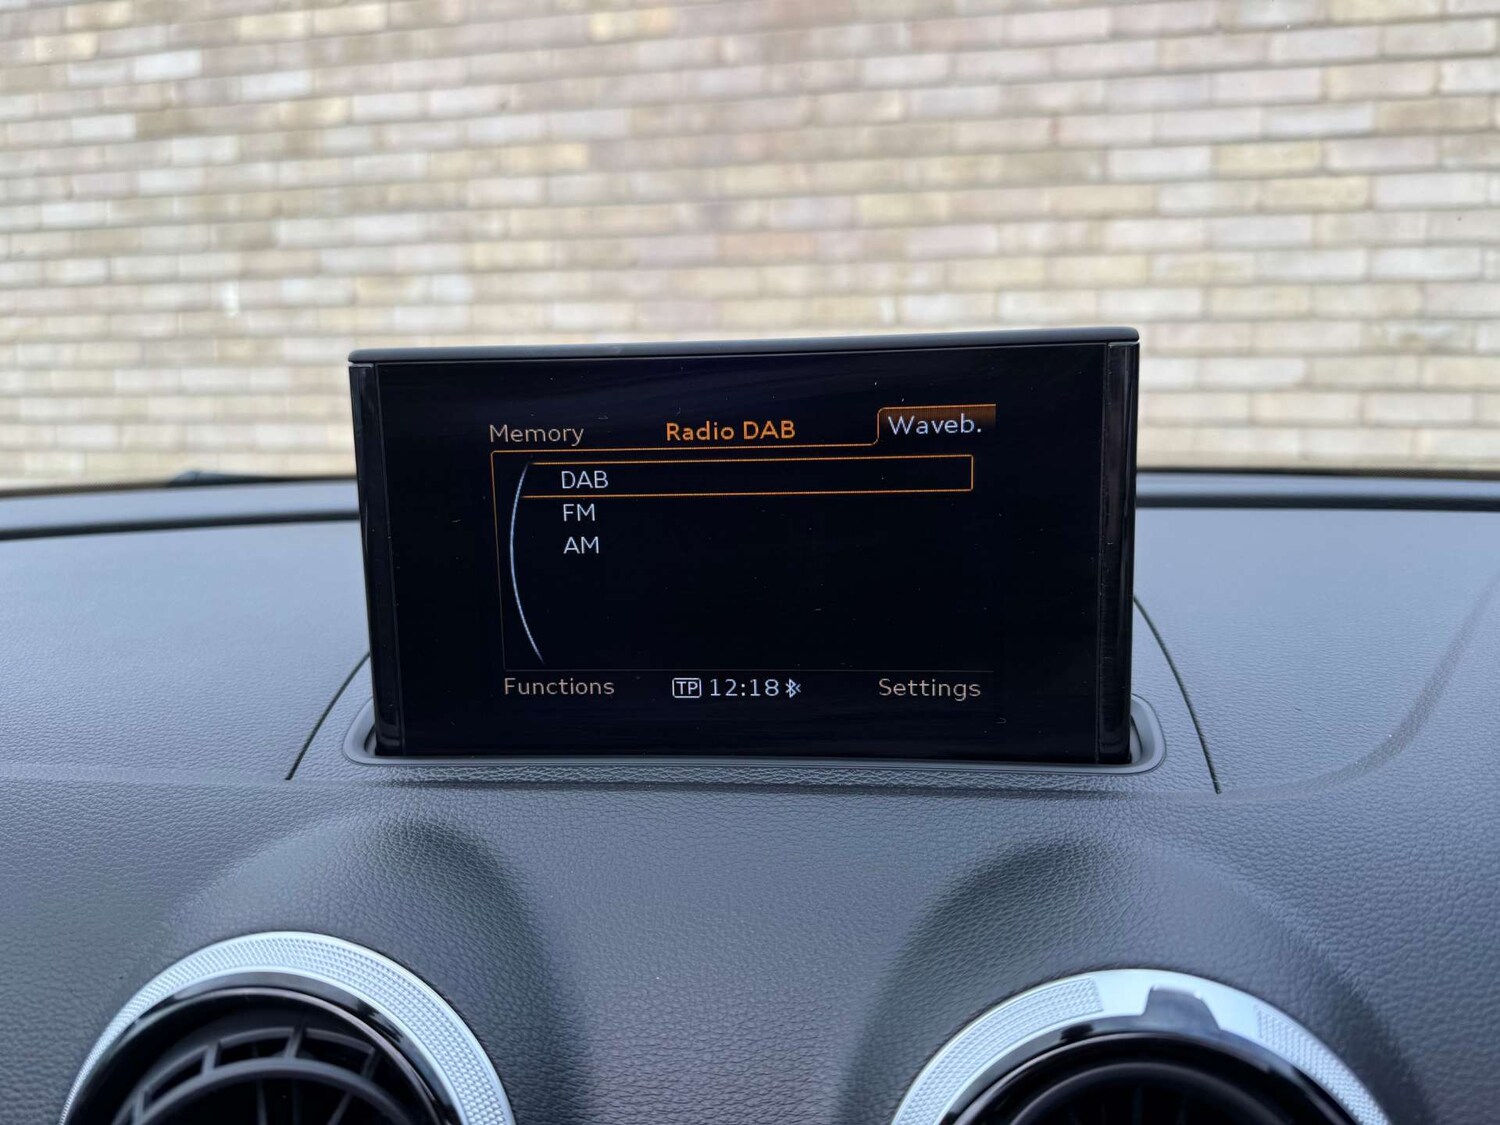 Memory Radio DAB Waveb.
DAB
FM
AM
Functions TP 12:18 Settings